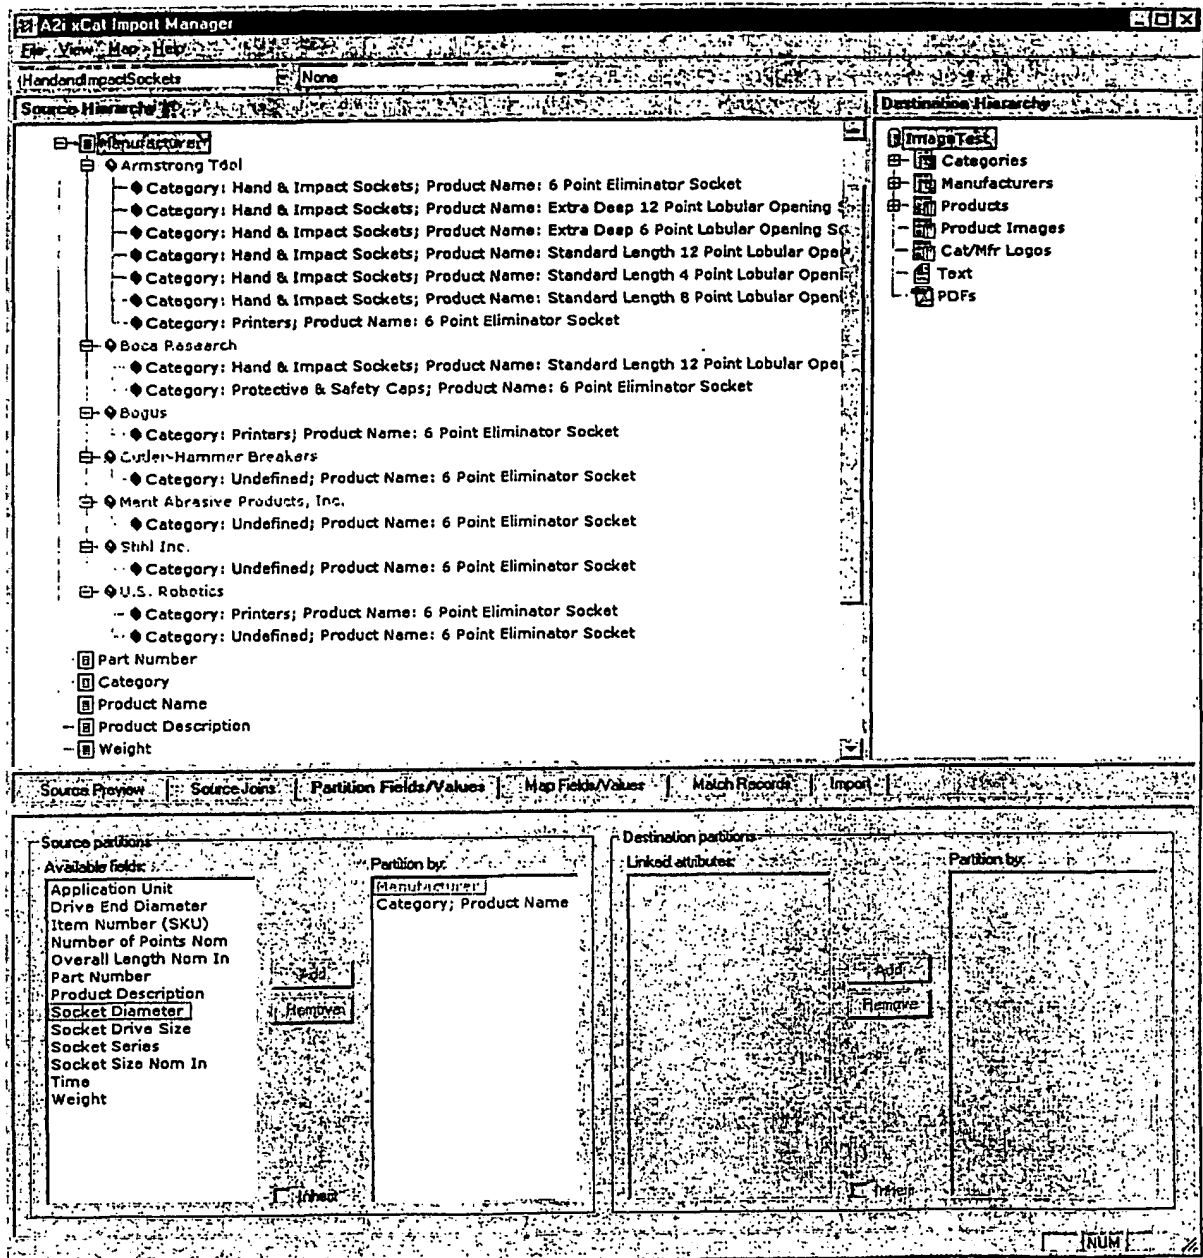 A2i xCat Import Manager
File View Map Help
HandandImpactSockets
None
Source Hierarchy
Destination Hierarchy
Manufacturer
Armstrong Tool
Category: Hand & Impact Sockets; Product Name: 6 Point Eliminator Socket
Category: Hand & Impact Sockets; Product Name: Extra Deep 12 Point Lobular Opening S
Category: Hand & Impact Sockets; Product Name: Extra Deep 6 Point Lobular Opening So
Category: Hand & Impact Sockets; Product Name: Standard Length 12 Point Lobular Oper
Category: Hand & Impact Sockets; Product Name: Standard Length 4 Point Lobular Openi
Category: Hand & Impact Sockets; Product Name: Standard Length 8 Point Lobular Openi
Category: Printers; Product Name: 6 Point Eliminator Socket
Boca Research
Category: Hand & Impact Sockets; Product Name: Standard Length 12 Point Lobular Oper
Category: Protective & Safety Caps; Product Name: 6 Point Eliminator Socket
Bogus
Category: Printers; Product Name: 6 Point Eliminator Socket
Cutler-Hammer Breakers
Category: Undefined; Product Name: 6 Point Eliminator Socket
Merit Abrasive Products, Inc.
Category: Undefined; Product Name: 6 Point Eliminator Socket
Stihl Inc.
Category: Undefined; Product Name: 6 Point Eliminator Socket
U.S. Robotics
Category: Printers; Product Name: 6 Point Eliminator Socket
Category: Undefined; Product Name: 6 Point Eliminator Socket
Part Number
Category
Product Name
Product Description
Weight
ImageTest
Categories
Manufacturers
Products
Product Images
Cat/Mfr Logos
Text
PDFs
Source Preview
Source Joins
Partition Fields/Values
Map Fields/Values
Match Records
Import
Source partitions
Available fields:
Application Unit
Drive End Diameter
Item Number (SKU)
Number of Points Nom
Overall Length Nom In
Part Number
Product Description
Socket Diameter
Socket Drive Size
Socket Series
Socket Size Nom In
Time
Weight
Add
Remove
Inherit
Partition by:
Manufacturer
Category; Product Name
Destination partitions
Linked attributes:
Add
Remove
Inherit
Partition by:
NUM